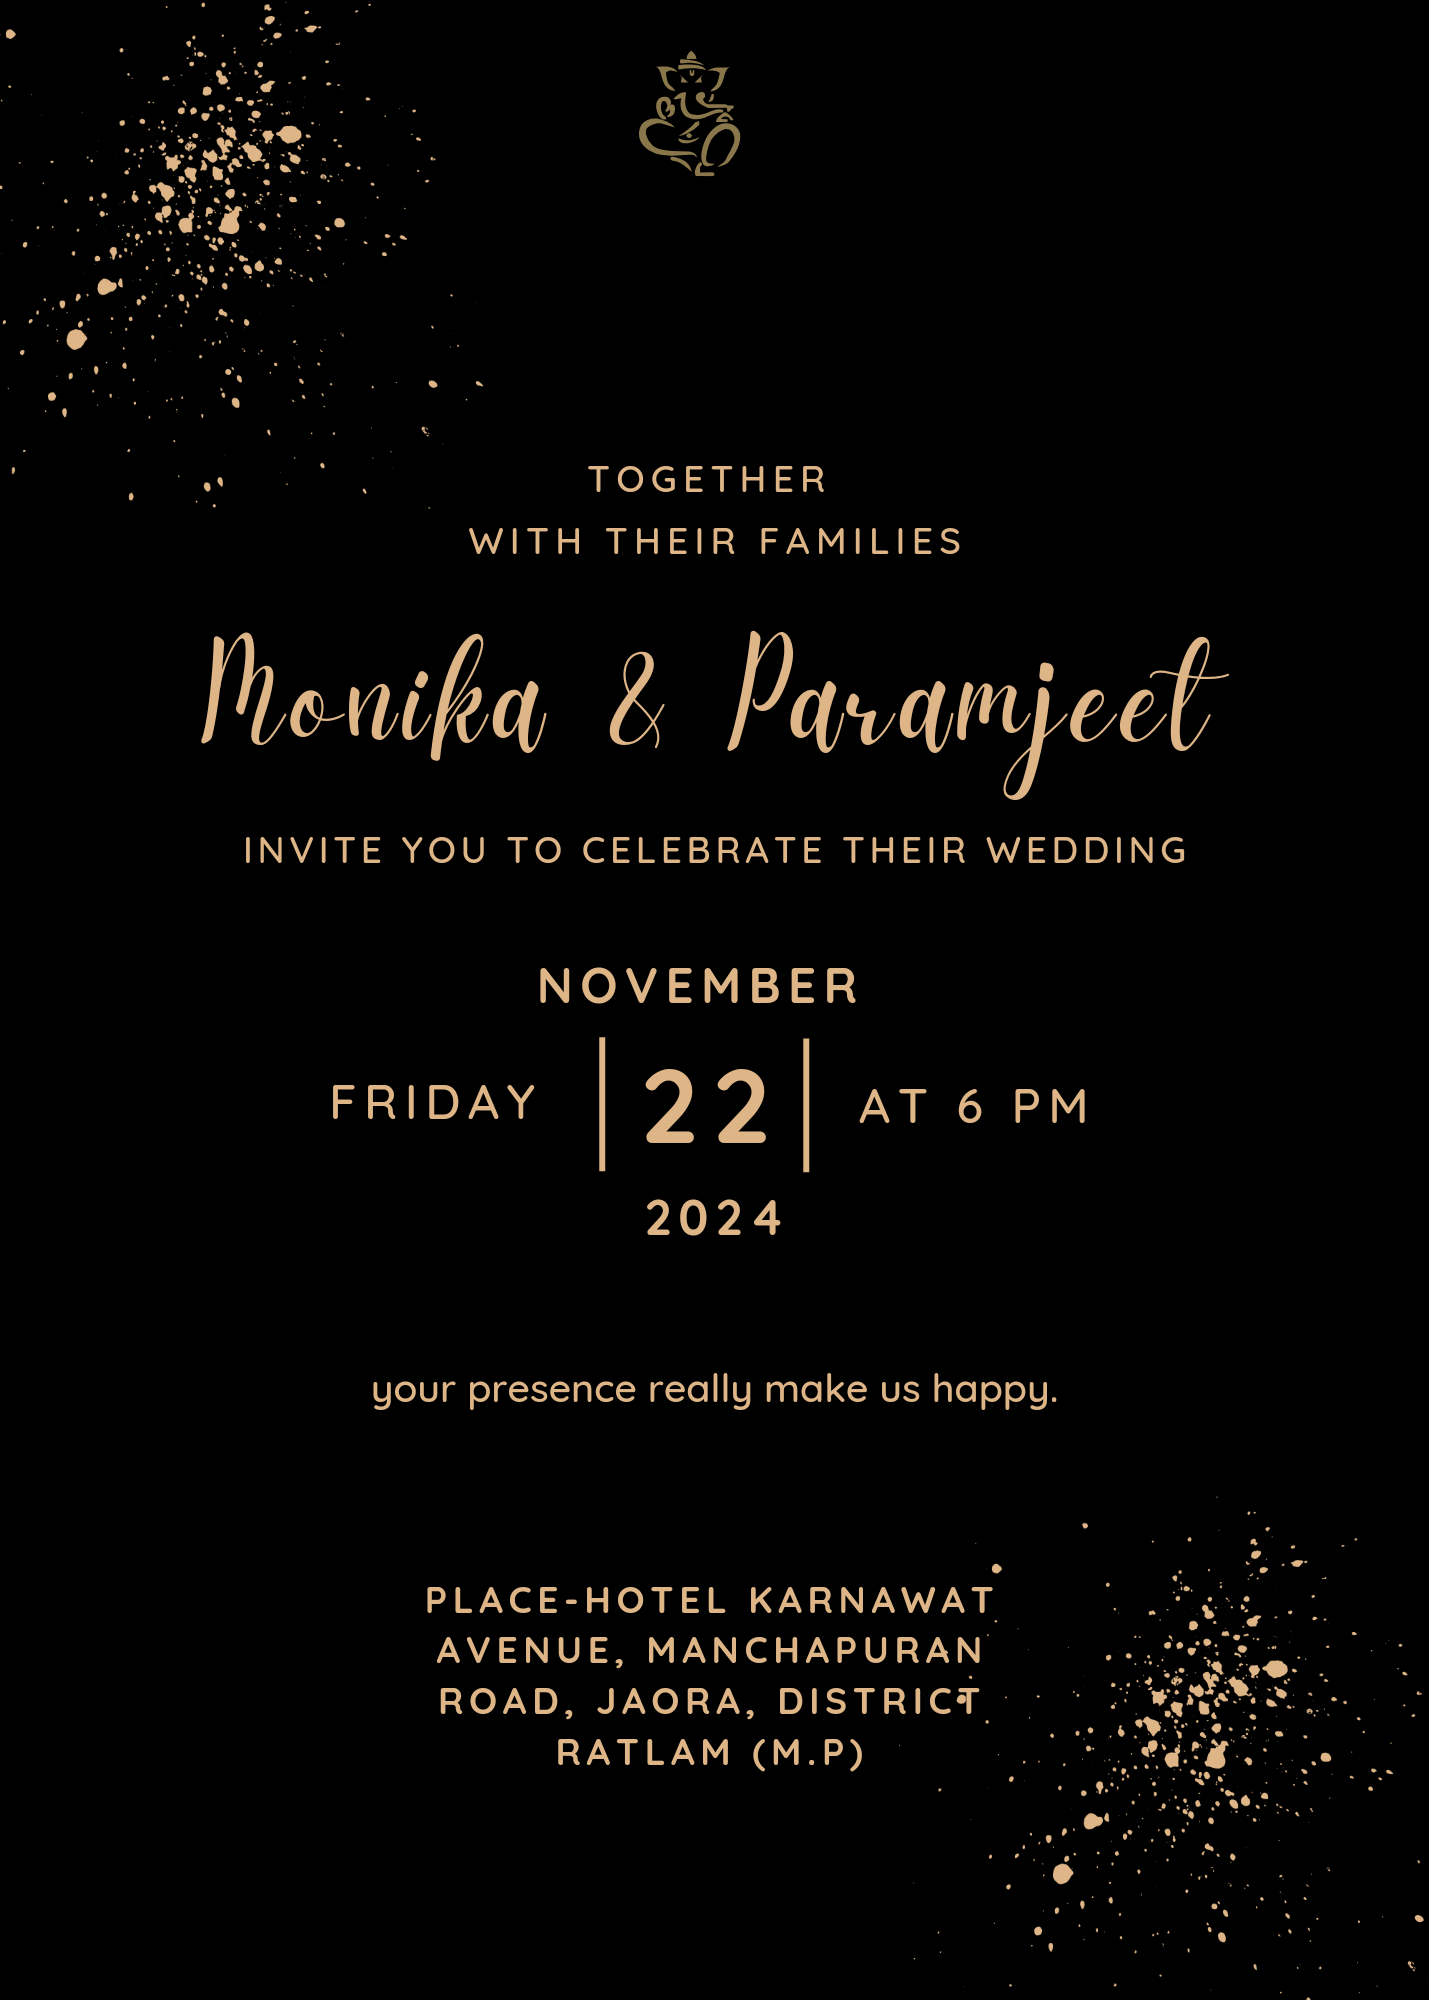 TOGETHER
WITH THEIR FAMILIES
Monika & Paramjeet
INVITE YOU TO CELEBRATE THEIR WEDDING
NOVEMBER
FRIDAY | 22 | AT 6 PM
2024
your presence really make us happy.
PLACE-HOTEL KARNAWAT
AVENUE, MANCHAPURAN
ROAD, JAORA, DISTRICT
RATLAM (M.P)